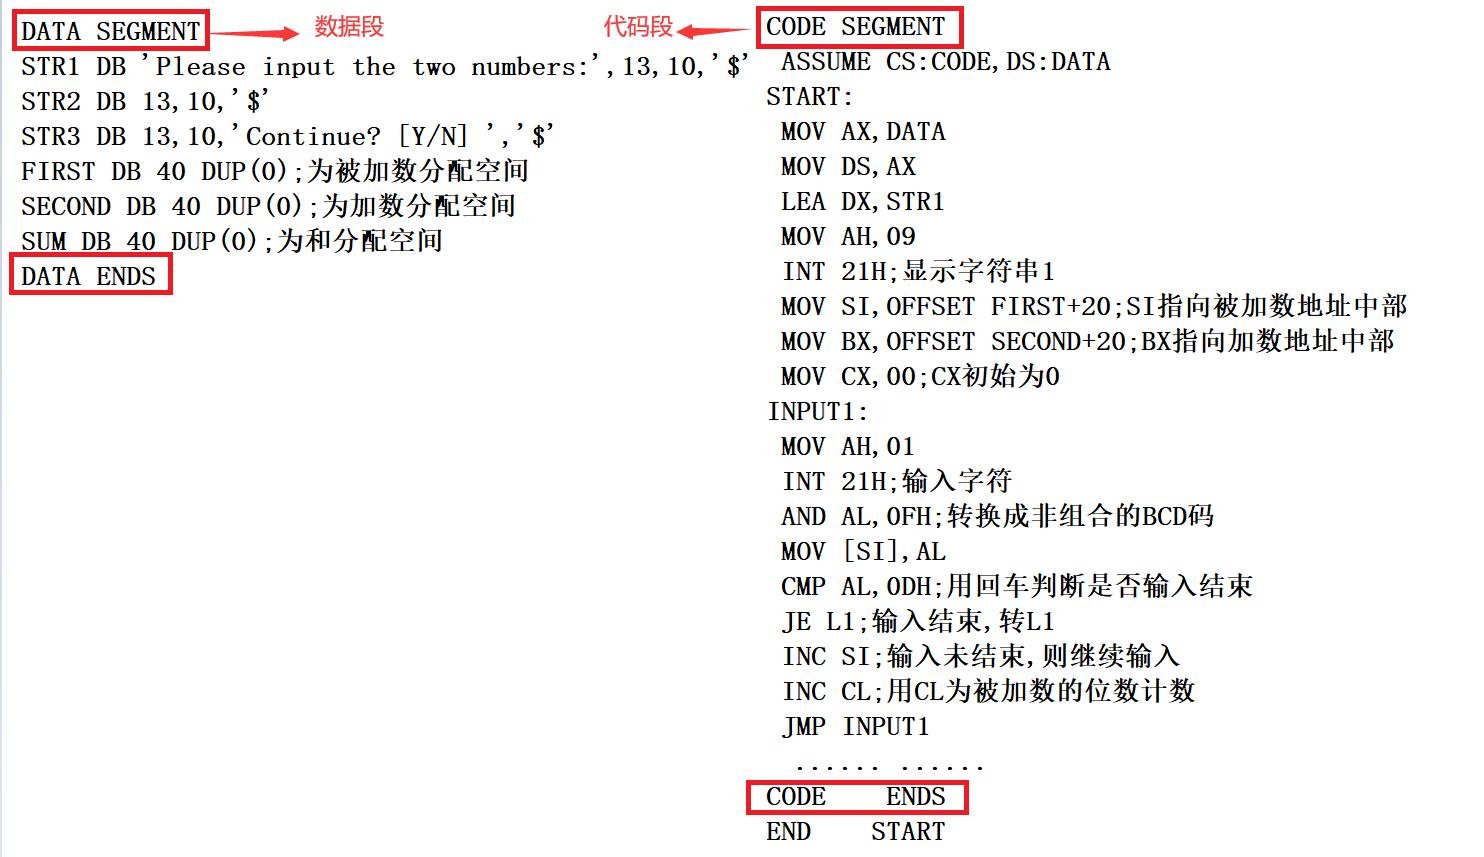 DATA SEGMENT
数据段
STR1 DB 'Please input the two numbers:',13,10,'$'
STR2 DB 13,10,'$'
STR3 DB 13,10,'Continue? [Y/N] ','$'
FIRST DB 40 DUP(0);为被加数分配空间
SECOND DB 40 DUP(0);为加数分配空间
SUM DB 40 DUP(0);为和分配空间
DATA ENDS
代码段
CODE SEGMENT
ASSUME CS:CODE,DS:DATA
START:
MOV AX,DATA
MOV DS,AX
LEA DX,STR1
MOV AH,09
INT 21H;显示字符串1
MOV SI,OFFSET FIRST+20;SI指向被加数地址中部
MOV BX,OFFSET SECOND+20;BX指向加数地址中部
MOV CX,00;CX初始为0
INPUT1:
MOV AH,01
INT 21H;输入字符
AND AL,0FH;转换成非组合的BCD码
MOV [SI],AL
CMP AL,0DH;用回车判断是否输入结束
JE L1;输入结束,转L1
INC SI;输入未结束,则继续输入
INC CL;用CL为被加数的位数计数
JMP INPUT1
...... ......
CODE ENDS
END START